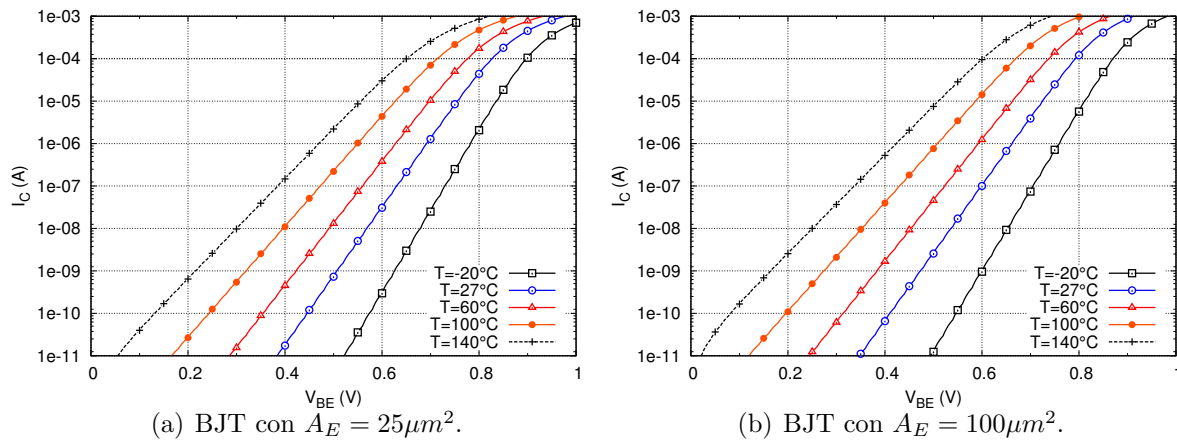 1e-03
1e-04
1e-05
1e-06
1e-07
1e-08
1e-09
1e-10
1e-11
I_C (A)
T=-20°C
T=27°C
T=60°C
T=100°C
T=140°C
0 0.2 0.4 0.6 0.8 1
V_BE (V)
(a) BJT con A_E = 25μm².
1e-03
1e-04
1e-05
1e-06
1e-07
1e-08
1e-09
1e-10
1e-11
I_C (A)
T=-20°C
T=27°C
T=60°C
T=100°C
T=140°C
0 0.2 0.4 0.6 0.8 1
V_BE (V)
(b) BJT con A_E = 100μm².